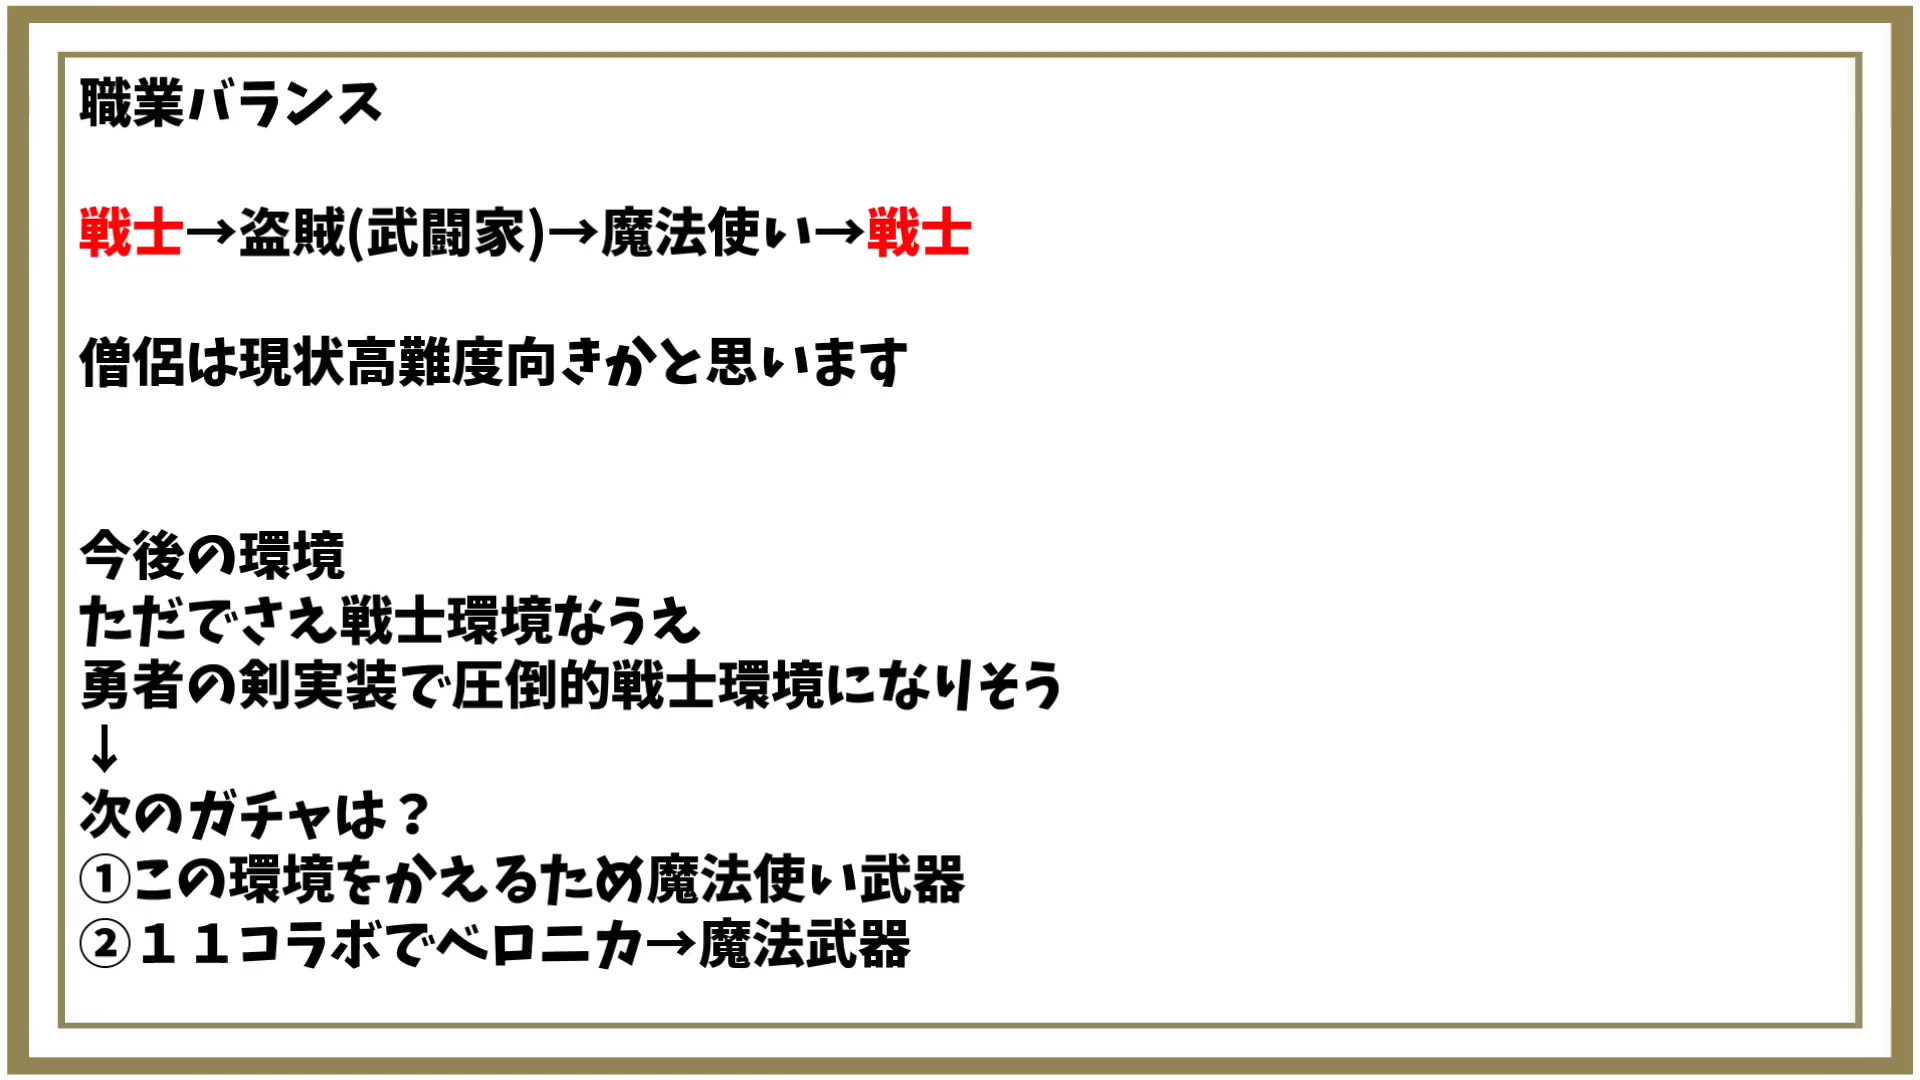 職業バランス
戦士→盗賊(武闘家)→魔法使い→戦士
僧侶は現状高難度向きかと思います
今後の環境
ただでさえ戦士環境なうえ
勇者の剣実装で圧倒的戦士環境になりそう
↓
次のガチャは？
①この環境をかえるため魔法使い武器
②１１コラボでベロニカ→魔法武器